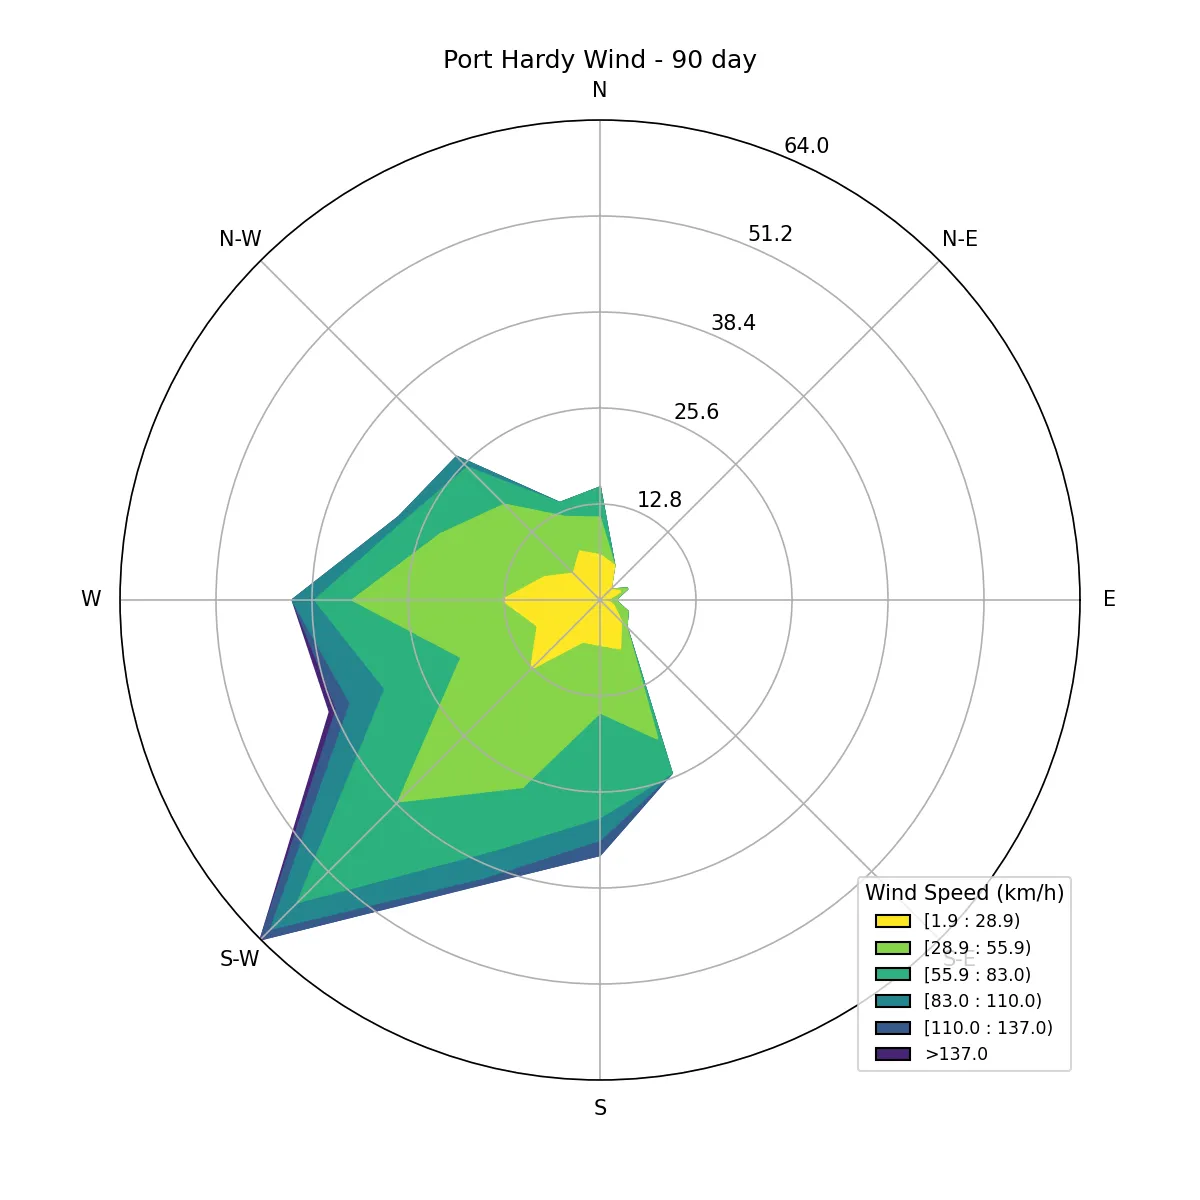 Port Hardy Wind - 90 day
N
64.0
51.2
N-W
N-E
38.4
25.6
12.8
W
E
Wind Speed (km/h)
[1.9 : 28.9)
[28.9 : 55.9)
S-W
S-E
[55.9 : 83.0)
[83.0 : 110.0)
[110.0 : 137.0)
>137.0
S